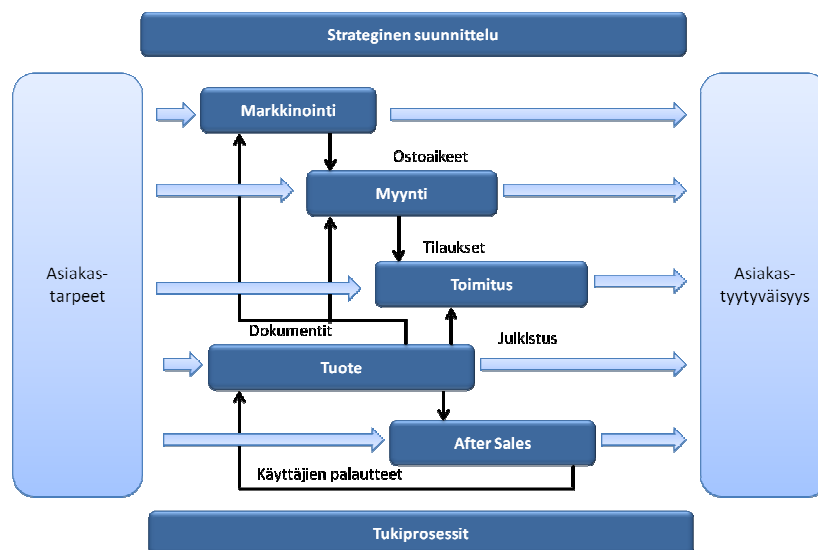 Strateginen suunnittelu
Markkinointi
Ostoaikeet
Myynti
Tilaukset
Asiakas-
tarpeet
Toimitus
Asiakas-
tyytyväisyys
Dokumentit
Julkistus
Tuote
After Sales
Käyttäjien palautteet
Tukiprosessit